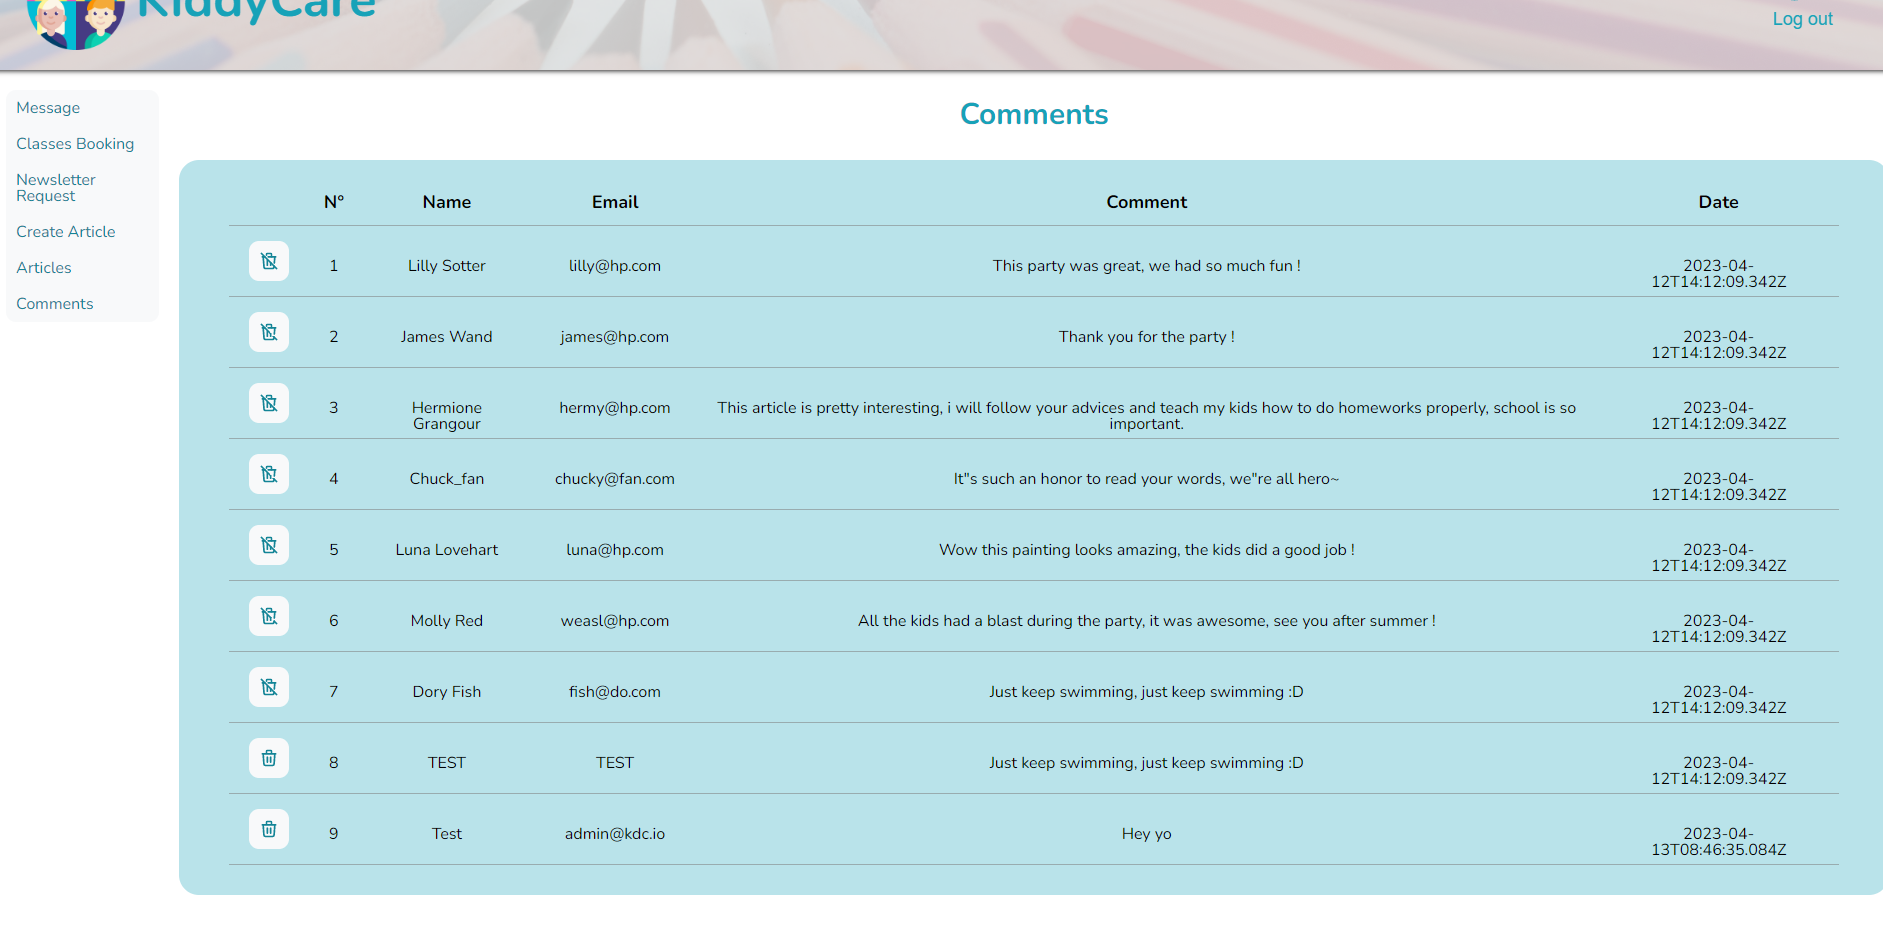 KiddyCare
Log out
Message
Classes Booking
Newsletter
Request
Create Article
Articles
Comments
Comments
N° Name Email Comment Date
1 Lilly Sotter lilly@hp.com This party was great, we had so much fun ! 2023-04-
12T14:12:09.342Z
2 James Wand james@hp.com Thank you for the party ! 2023-04-
12T14:12:09.342Z
3 Hermione hermy@hp.com This article is pretty interesting, i will follow your advices and teach my kids how to do homeworks properly, school is so 2023-04-
Grangour important. 12T14:12:09.342Z
4 Chuck_fan chucky@fan.com It"s such an honor to read your words, we"re all hero~ 2023-04-
12T14:12:09.342Z
5 Luna Lovehart luna@hp.com Wow this painting looks amazing, the kids did a good job ! 2023-04-
12T14:12:09.342Z
6 Molly Red weasl@hp.com All the kids had a blast during the party, it was awesome, see you after summer ! 2023-04-
12T14:12:09.342Z
7 Dory Fish fish@do.com Just keep swimming, just keep swimming :D 2023-04-
12T14:12:09.342Z
8 TEST TEST Just keep swimming, just keep swimming :D 2023-04-
12T14:12:09.342Z
9 Test admin@kdc.io Hey yo 2023-04-
13T08:46:35.084Z